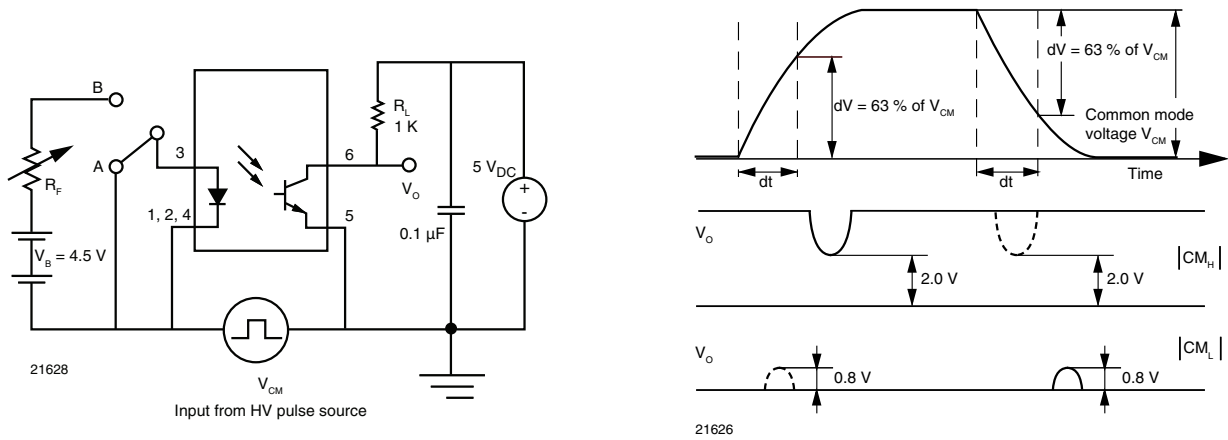 B
A
R_F
V_B = 4.5 V
3
1, 2, 4
6
5
R_L
1 K
V_O
0.1 µF
5 V_DC
+
-
V_CM
Input from HV pulse source
21628
dV = 63 % of V_CM
dV = 63 % of V_CM
Common mode
voltage V_CM
dt
dt
Time
V_O
2.0 V
2.0 V
|CM_H|
V_O
0.8 V
0.8 V
|CM_L|
21626